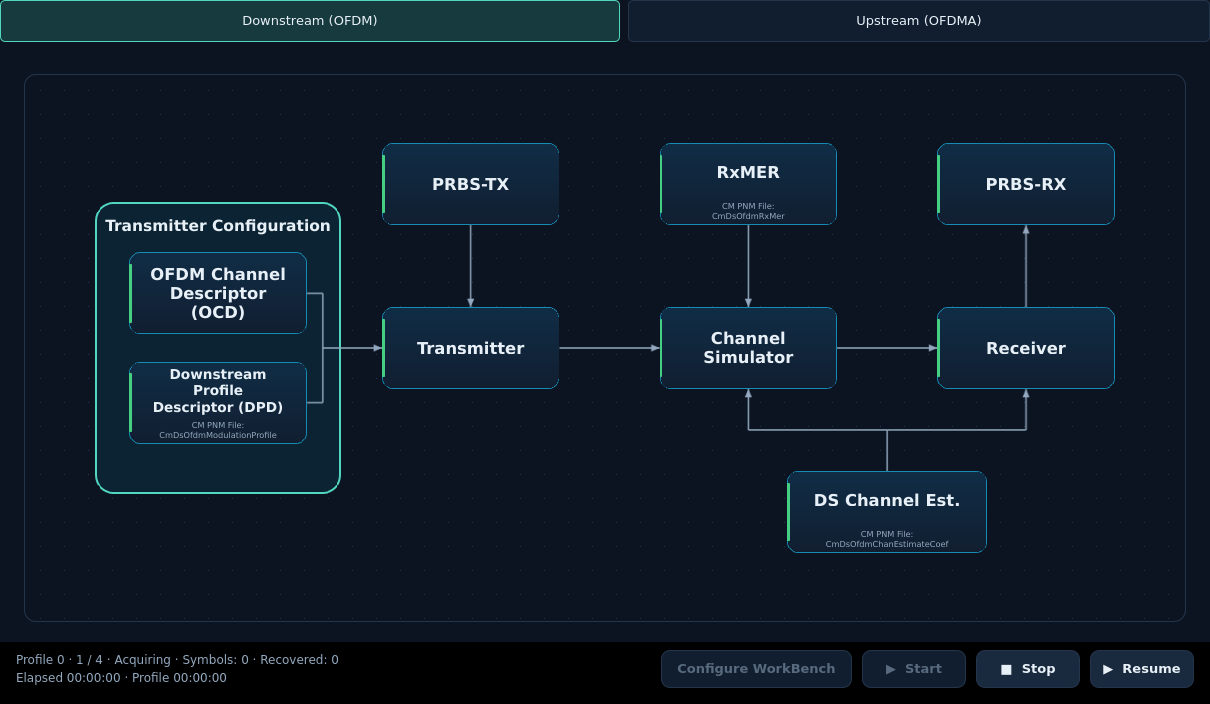 Downstream (OFDM)
Upstream (OFDMA)
PRBS-TX
RxMER
CM PNM File:
CmDsOfdmRxMer
PRBS-RX
Transmitter Configuration
OFDM Channel
Descriptor
(OCD)
Downstream
Profile
Descriptor (DPD)
CM PNM File:
CmDsOfdmModulationProfile
Transmitter
Channel
Simulator
Receiver
DS Channel Est.
CM PNM File:
CmDsOfdmChanEstimateCoef
Profile 0 · 1 / 4 · Acquiring · Symbols: 0 · Recovered: 0
Elapsed 00:00:00 · Profile 00:00:00
Configure WorkBench
▶ Start
■ Stop
▶ Resume